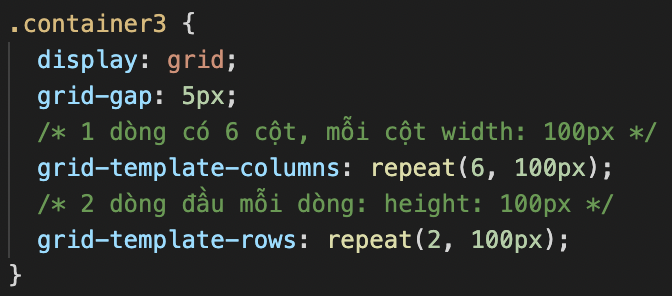 .container3 {
  display: grid;
  grid-gap: 5px;
  /* 1 dòng có 6 cột, mỗi cột width: 100px */
  grid-template-columns: repeat(6, 100px);
  /* 2 dòng đầu mỗi dòng: height: 100px */
  grid-template-rows: repeat(2, 100px);
}